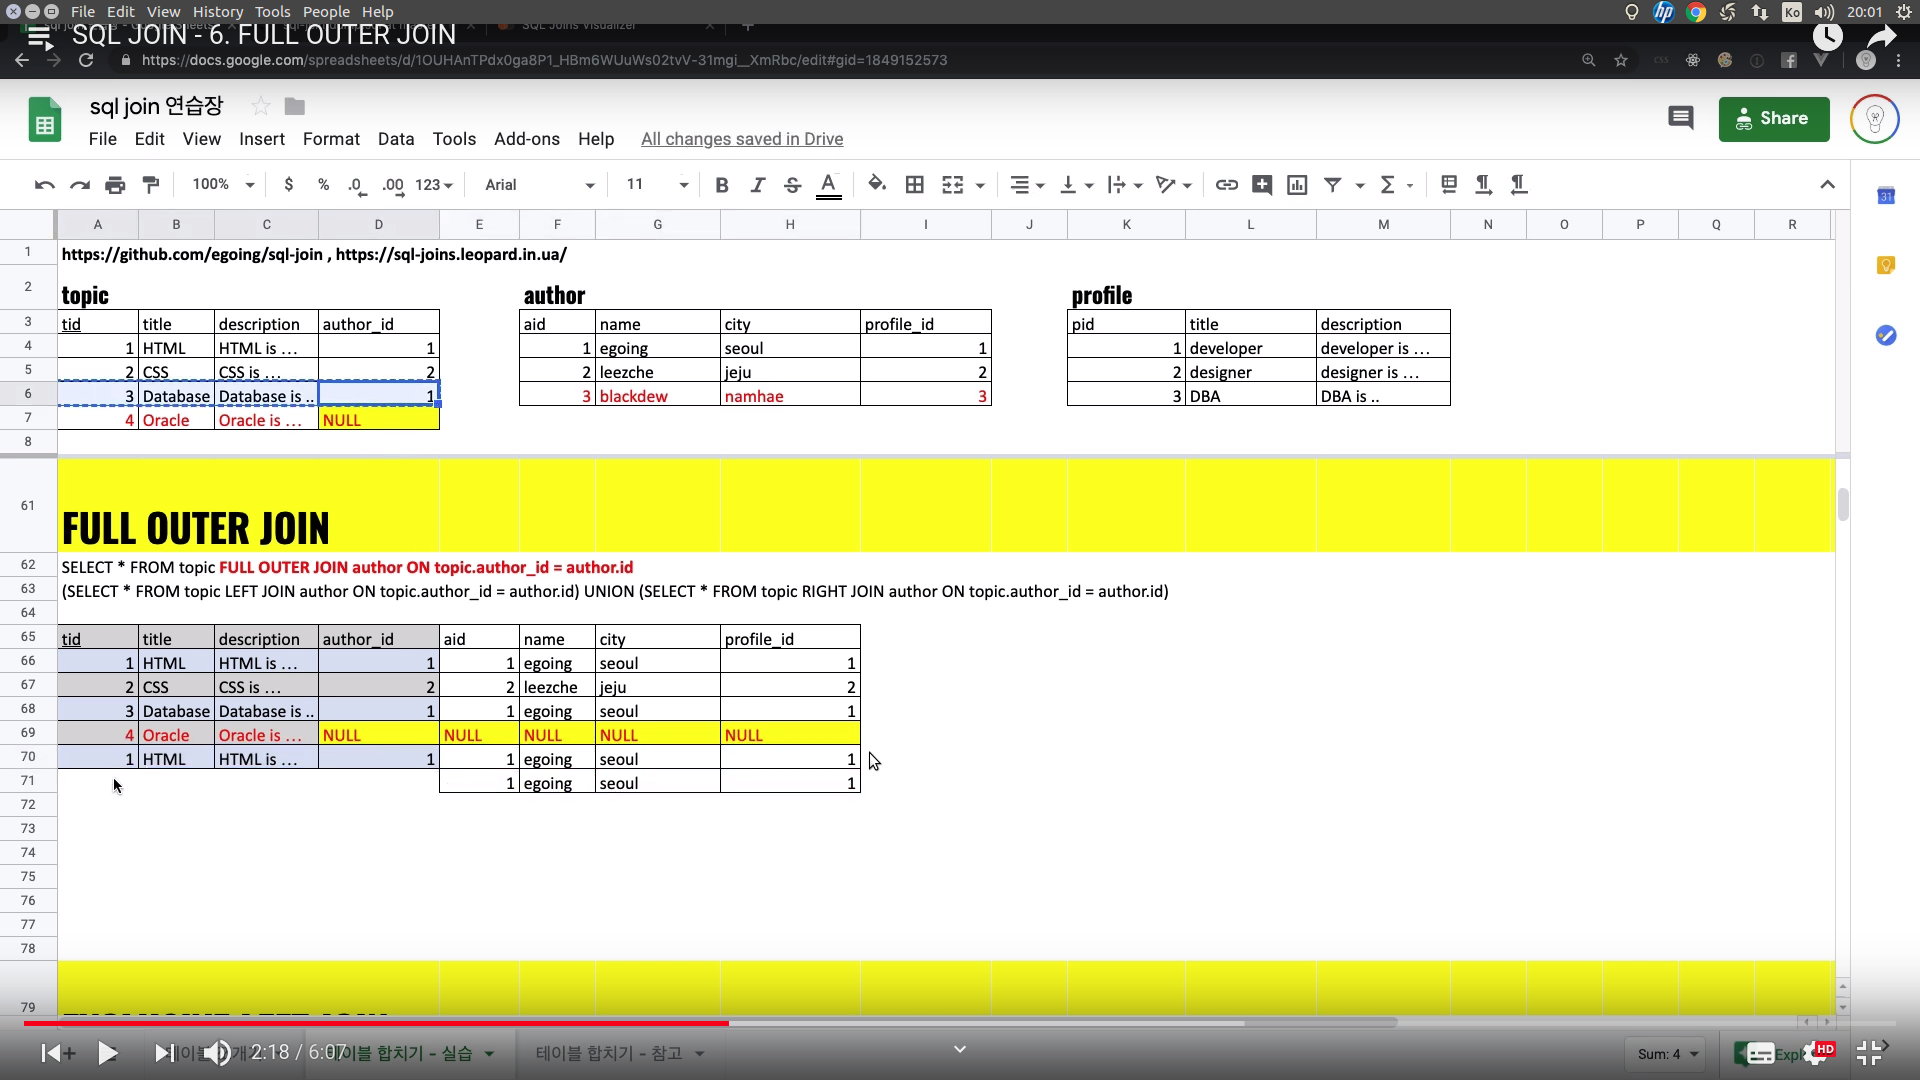 File Edit View History Tools People Help
Ko 20:01
SQL JOIN - 6. FULL OUTER JOIN
SQL Joins Visualizer
https://docs.google.com/spreadsheets/d/1OUHAnTPdx0ga8P1_HBm6WUuWs02tvV-31mgi__XmRbc/edit#gid=1849152573
sql join 연습장
Share
File Edit View Insert Format Data Tools Add-ons Help All changes saved in Drive
100% $ % .0 .00 123 Arial 11 B I S A
31
A B C D E F G H I J K L M N O P Q R
1 https://github.com/egoing/sql-join , https://sql-joins.leopard.in.ua/
2 topic author profile
3 tid title description author_id aid name city profile_id pid title description
4 1 HTML HTML is ... 1 1 egoing seoul 1 1 developer developer is ...
5 2 CSS CSS is ... 2 2 leezche jeju 2 2 designer designer is ...
6 3 Database Database is .. 1 3 blackdew namhae 3 3 DBA DBA is ..
7 4 Oracle Oracle is ... NULL
8
61 FULL OUTER JOIN
62 SELECT * FROM topic FULL OUTER JOIN author ON topic.author_id = author.id
63 (SELECT * FROM topic LEFT JOIN author ON topic.author_id = author.id) UNION (SELECT * FROM topic RIGHT JOIN author ON topic.author_id = author.id)
64
65 tid title description author_id aid name city profile_id
66 1 HTML HTML is ... 1 1 egoing seoul 1
67 2 CSS CSS is ... 2 2 leezche jeju 2
68 3 Database Database is .. 1 1 egoing seoul 1
69 4 Oracle Oracle is ... NULL NULL NULL NULL NULL
70 1 HTML HTML is ... 1 1 egoing seoul 1
71 1 egoing seoul 1
72
73
74
75
76
77
78
79
2:18 / 6:07 합치기 - 실습 테이블 합치기 - 참고 Sum: 4 HD